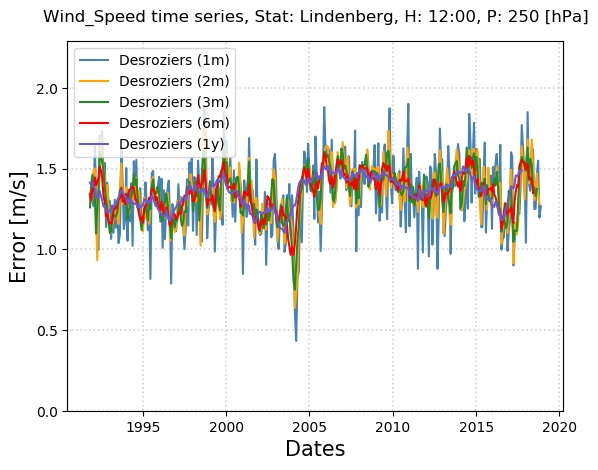 Wind_Speed time series, Stat: Lindenberg, H: 12:00, P: 250 [hPa]
Desroziers (1m)
Desroziers (2m)
Desroziers (3m)
Desroziers (6m)
Desroziers (1y)
2.0
1.5
1.0
0.5
0.0
Error [m/s]
1995 2000 2005 2010 2015 2020
Dates